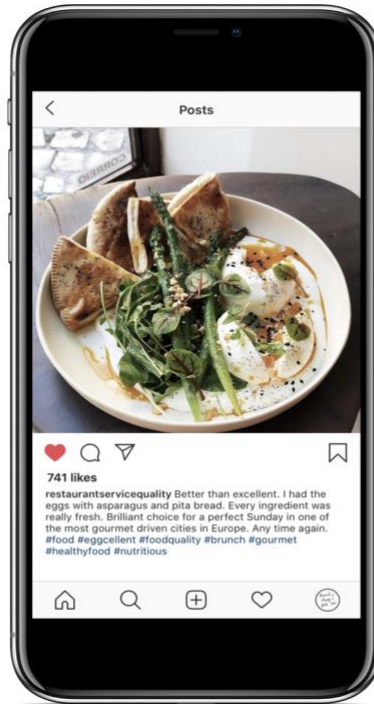 Posts
CORREIO
741 likes
restaurantservicequality Better than excellent. I had the
eggs with asparagus and pita bread. Every ingredient was
really fresh. Brilliant choice for a perfect Sunday in one of
the most gourmet driven cities in Europe. Any time again.
#food #eggcellent #foodquality #brunch #gourmet
#healthyfood #nutritious